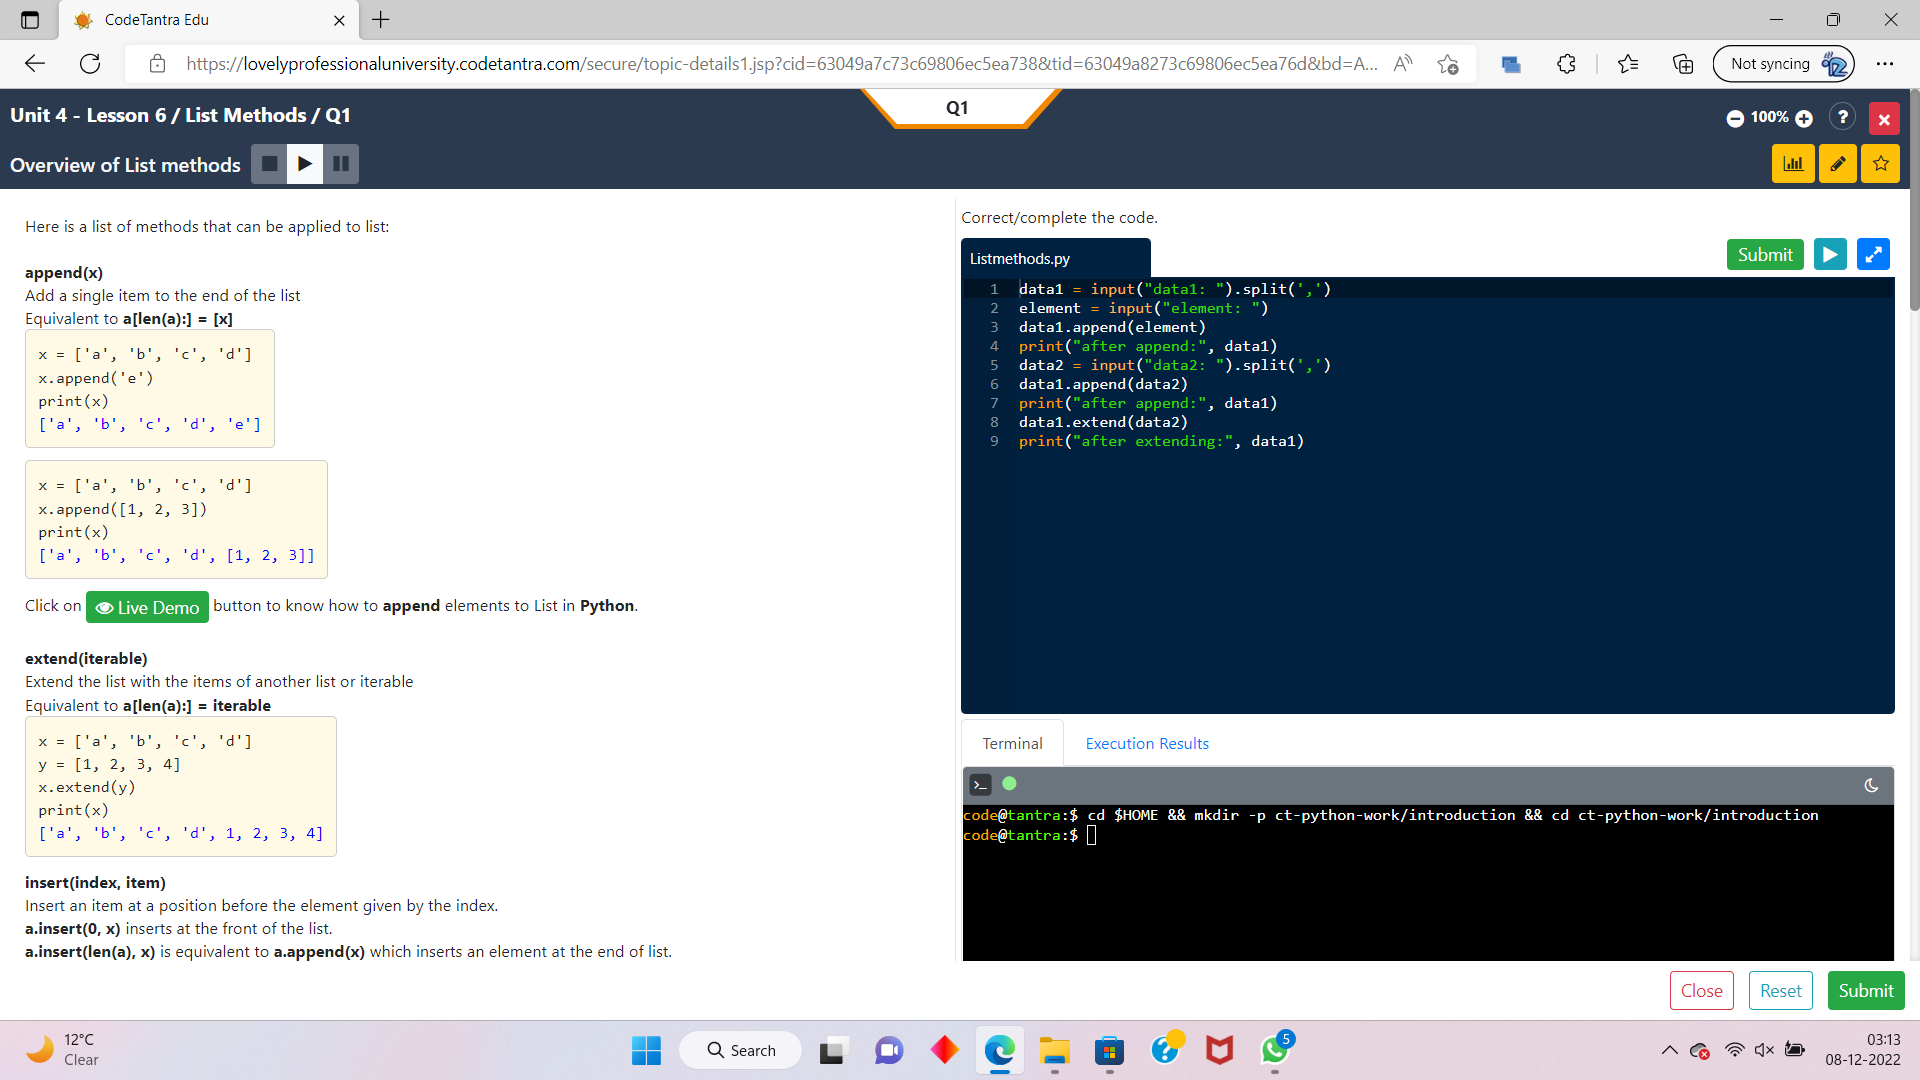 CodeTantra Edu
https://lovelyprofessionaluniversity.codetantra.com/secure/topic-details1.jsp?cid=63049a7c73c69806ec5ea738&tid=63049a8273c69806ec5ea76d&bd=A...
Not syncing
Unit 4 - Lesson 6 / List Methods / Q1
Q1
100%
?
Overview of List methods
Here is a list of methods that can be applied to list:
append(x)
Add a single item to the end of the list
Equivalent to a[len(a):] = [x]
x = ['a', 'b', 'c', 'd']
x.append('e')
print(x)
['a', 'b', 'c', 'd', 'e']
x = ['a', 'b', 'c', 'd']
x.append([1, 2, 3])
print(x)
['a', 'b', 'c', 'd', [1, 2, 3]]
Click on Live Demo button to know how to append elements to List in Python.
extend(iterable)
Extend the list with the items of another list or iterable
Equivalent to a[len(a):] = iterable
x = ['a', 'b', 'c', 'd']
y = [1, 2, 3, 4]
x.extend(y)
print(x)
['a', 'b', 'c', 'd', 1, 2, 3, 4]
insert(index, item)
Insert an item at a position before the element given by the index.
a.insert(0, x) inserts at the front of the list.
a.insert(len(a), x) is equivalent to a.append(x) which inserts an element at the end of list.
Correct/complete the code.
Listmethods.py
Submit
1 data1 = input("data1: ").split(',')
2 element = input("element: ")
3 data1.append(element)
4 print("after append:", data1)
5 data2 = input("data2: ").split(',')
6 data1.append(data2)
7 print("after append:", data1)
8 data1.extend(data2)
9 print("after extending:", data1)
Terminal
Execution Results
code@tantra:$ cd $HOME && mkdir -p ct-python-work/introduction && cd ct-python-work/introduction
code@tantra:$
Close
Reset
Submit
12°C
Clear
Search
5
03:13
08-12-2022